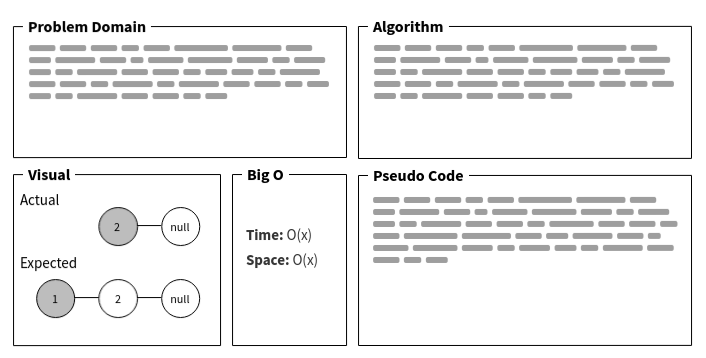 Problem Domain
Algorithm
Visual
Actual
2
null
Expected
1
2
null
Big O
Time: O(x)
Space: O(x)
Pseudo Code